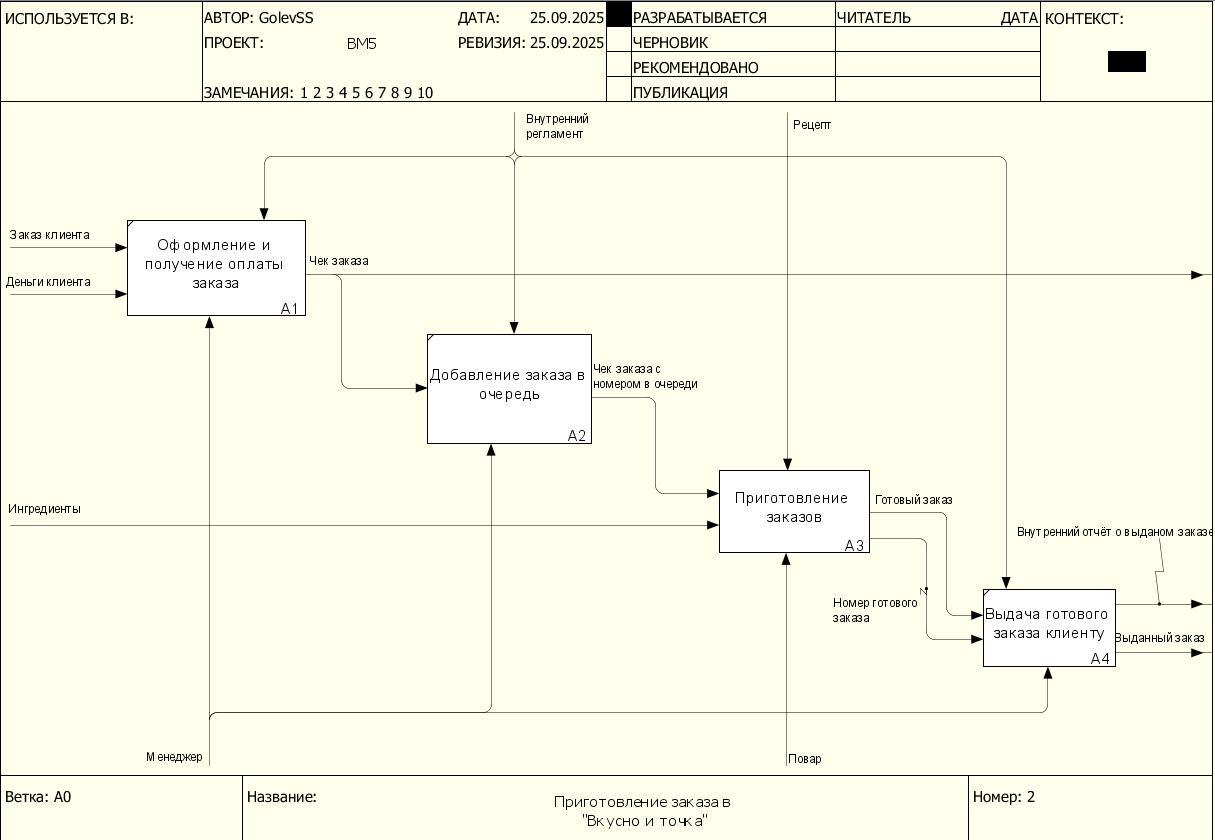 ИСПОЛЬЗУЕТСЯ В:
АВТОР: GolevSS
ДАТА: 25.09.2025
РАЗРАБАТЫВАЕТСЯ
ЧИТАТЕЛЬ
ДАТА
КОНТЕКСТ:
ПРОЕКТ: BM5
РЕВИЗИЯ: 25.09.2025
ЧЕРНОВИК
РЕКОМЕНДОВАНО
ЗАМЕЧАНИЯ: 1 2 3 4 5 6 7 8 9 10
ПУБЛИКАЦИЯ
Внутренний
регламент
Рецепт
Заказ клиента
Деньги клиента
Оформление и
получение оплаты
заказа
A1
Чек заказа
Добавление заказа в
очередь
A2
Чек заказа с
номером в очереди
Ингредиенты
Приготовление
заказов
A3
Готовый заказ
Номер готового
заказа
Внутренний отчёт о выданом заказе
Выдача готового
заказа клиенту
A4
Выданный заказ
Менеджер
Повар
Ветка: A0
Название:
Приготовление заказа в
"Вкусно и точка"
Номер: 2